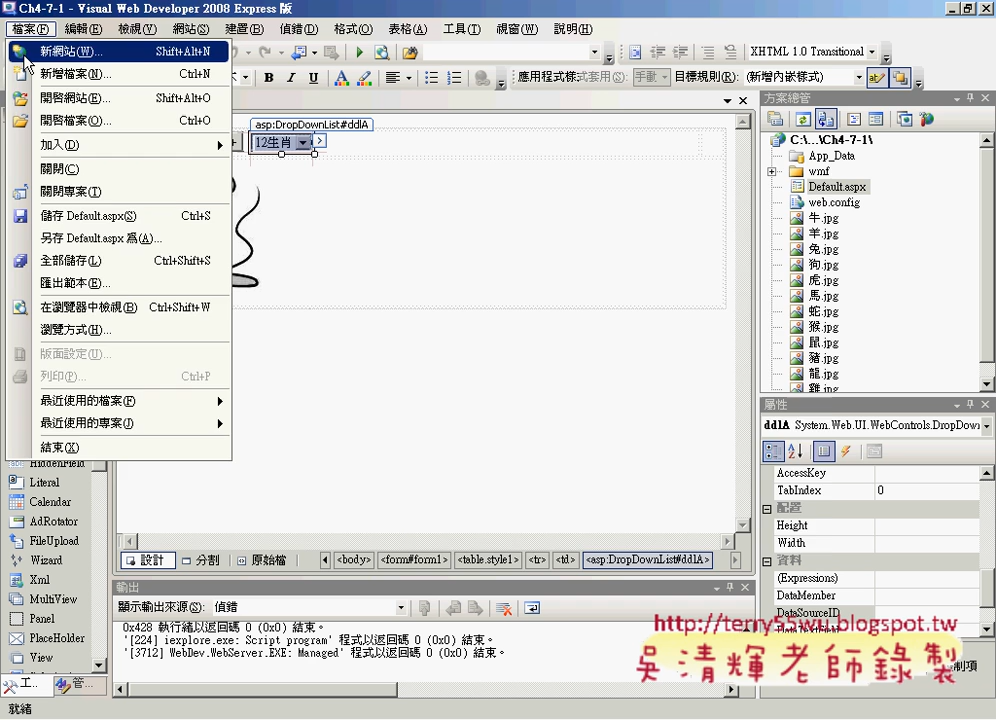 Ch4-7-1 - Visual Web Developer 2008 Express 版
檔案(F) 編輯(E) 檢視(V) 網站(S) 建置(B) 偵錯(D) 格式(O) 表格(A) 工具(T) 視窗(W) 說明(H)
新網站(W)... Shift+Alt+N
新增檔案(N)... Ctrl+N
開啟網站(E)... Shift+Alt+O
開啟檔案(O)... Ctrl+O
加入(D)
關閉(C)
關閉專案(T)
儲存 Default.aspx(S) Ctrl+S
另存 Default.aspx 為(A)...
全部儲存(L) Ctrl+Shift+S
匯出範本(E)...
在瀏覽器中檢視(B) Ctrl+Shift+W
瀏覽方式(H)...
版面設定(U)...
列印(P)... Ctrl+P
最近使用的檔案(F)
最近使用的專案(J)
結束(X)
XHTML 1.0 Transitional
B I U
應用程式樣式套用(S): 手動 目標規則(R): (新增內嵌樣式)
asp:DropDownList#ddlA
12生肖
HiddenField
Literal
Calendar
AdRotator
FileUpload
Wizard
Xml
MultiView
Panel
PlaceHolder
View
工... 管...
設計 分割 原始檔 <body> <form#form1> <table.style1> <tr> <td> <asp:DropDownList#ddlA>
輸出
顯示輸出來源(S): 偵錯
0x428 執行緒以返回碼 0 (0x0) 結束。
'[224] iexplore.exe: Script program' 程式以返回碼 0 (0x0) 結束。
'[3712] WebDev.WebServer.EXE: Managed' 程式以返回碼 0 (0x0) 結束。
方案總管
C:\...\Ch4-7-1\
App_Data
wmf
Default.aspx
web.config
牛.jpg
羊.jpg
兔.jpg
狗.jpg
虎.jpg
馬.jpg
蛇.jpg
猴.jpg
鼠.jpg
豬.jpg
龍.jpg
雞.jpg
屬性
ddlA System.Web.UI.WebControls.DropDown
AccessKey
TabIndex 0
配置
Height
Width
資料
(Expressions)
DataMember
DataSourceID
http://terry55wu.blogspot.tw
吳清輝老師錄製
就緒